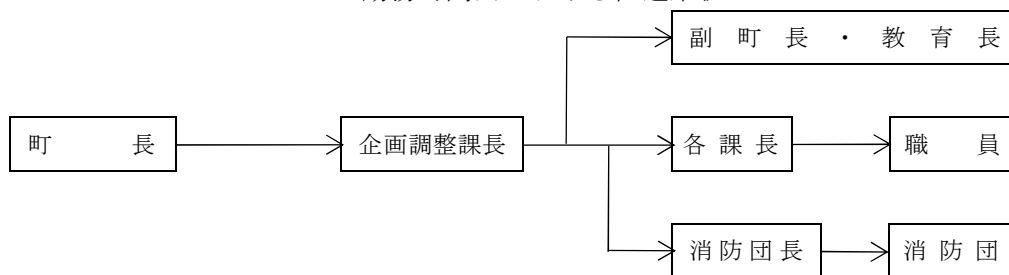 副町長・教育長
町長
企画調整課長
各課長
職員
消防団長
消防団